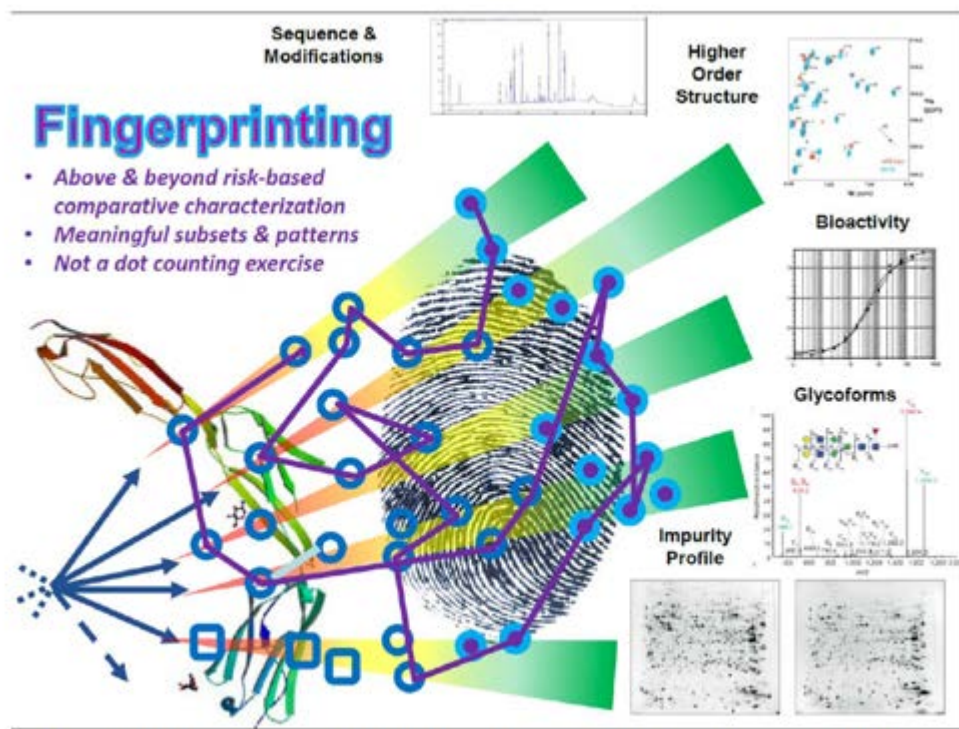 Sequence &
Modifications
Higher
Order
Structure
Fingerprinting
• Above & beyond risk-based
comparative characterization
• Meaningful subsets & patterns
• Not a dot counting exercise
Bioactivity
Glycoforms
Impurity
Profile